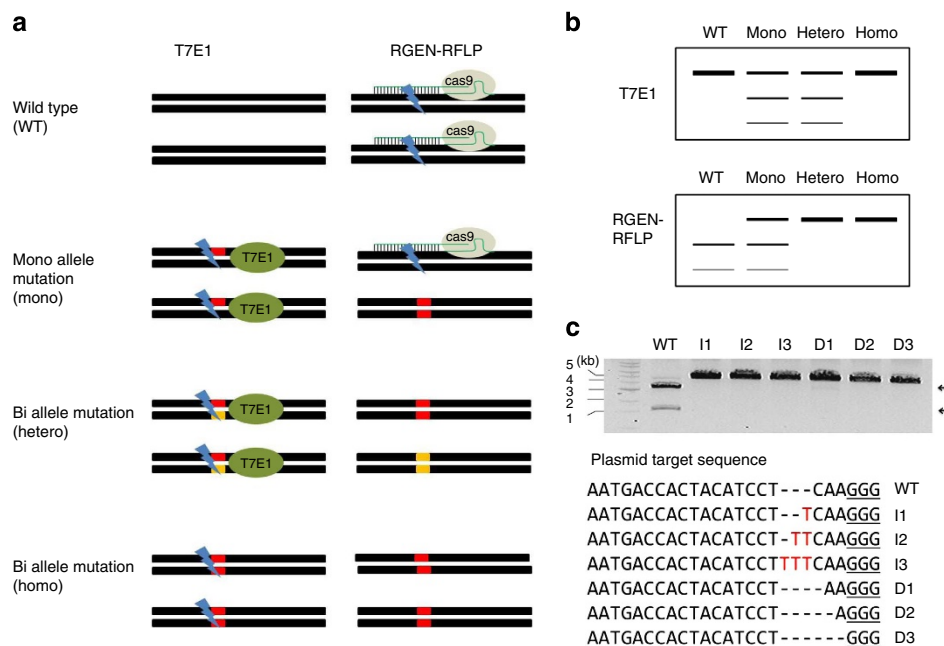 a
T7E1 RGEN-RFLP
Wild type
(WT)
cas9
cas9
Mono allele
mutation
(mono)
T7E1
cas9
T7E1
Bi allele mutation
(hetero)
T7E1
T7E1
Bi allele mutation
(homo)
b
WT Mono Hetero Homo
T7E1
WT Mono Hetero Homo
RGEN-
RFLP
c
WT I1 I2 I3 D1 D2 D3
5 (kb)
4
3
2
1
Plasmid target sequence
AATGACCACTACATCCT---CAAGGG WT
AATGACCACTACATCCT--TCAAGGG I1
AATGACCACTACATCCT-TTCAAGGG I2
AATGACCACTACATCCTTTTCAAGGG I3
AATGACCACTACATCCT----AAGGG D1
AATGACCACTACATCCT-----AGGG D2
AATGACCACTACATCCT------GGG D3